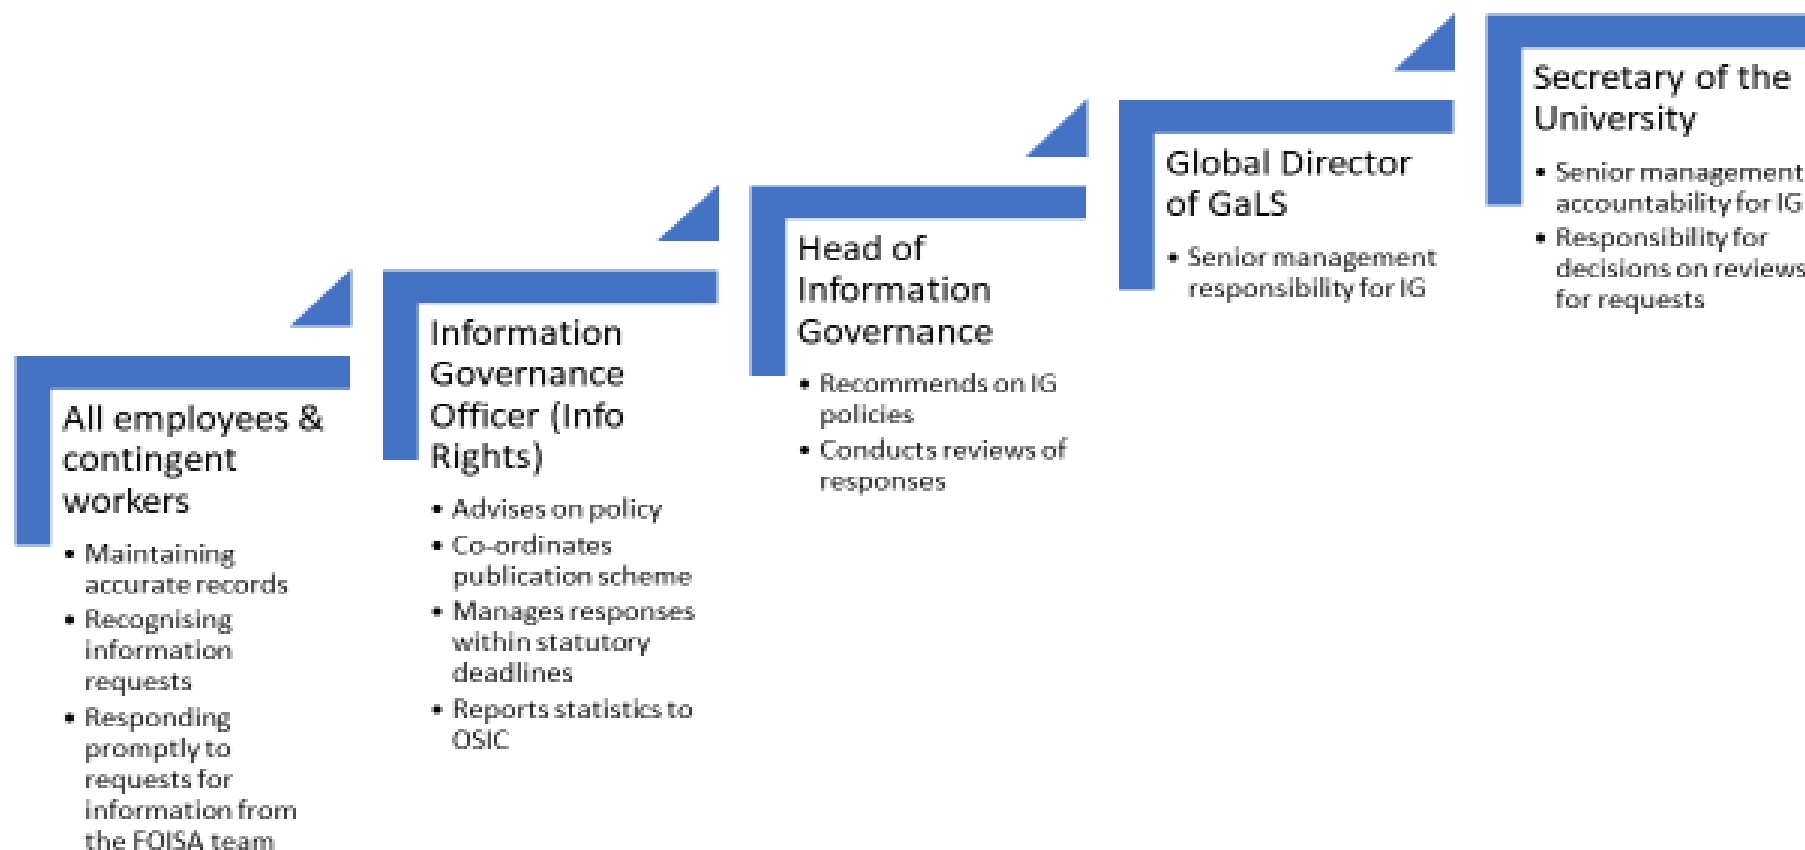 All employees &
contingent
workers
• Maintaining
accurate records
• Recognising
information
requests
• Responding
promptly to
requests for
information from
the FOISA team
Information
Governance
Officer (Info
Rights)
• Advises on policy
• Co-ordinates
publication scheme
• Manages responses
within statutory
deadlines
• Reports statistics to
OSIC
Head of
Information
Governance
• Recommends on IG
policies
• Conducts reviews of
responses
Global Director
of GaLS
• Senior management
responsibility for IG
Secretary of the
University
• Senior management
accountability for IG
• Responsibility for
decisions on reviews
for requests